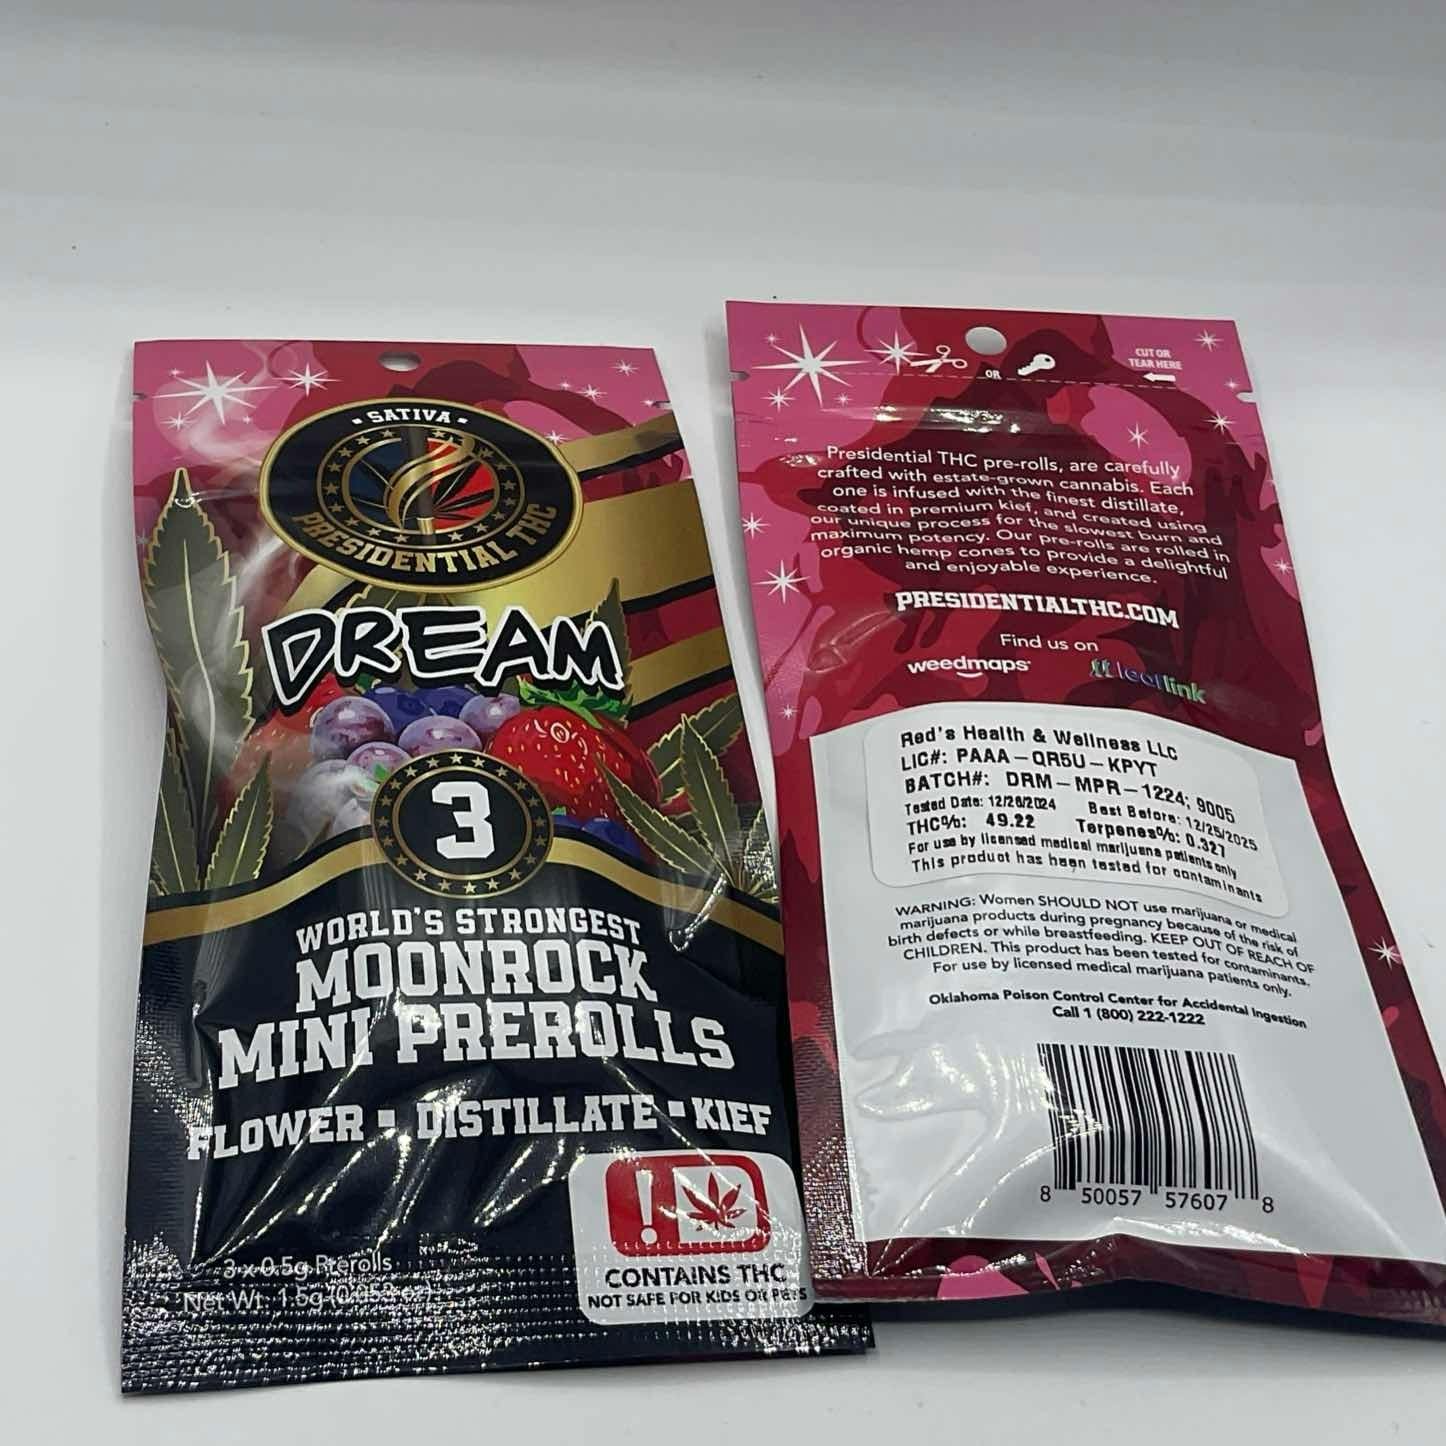 SATIVA
PRESIDENTIAL THC
DREAM
3
WORLD'S STRONGEST
MOONROCK
MINI PREROLLS
FLOWER ▪ DISTILLATE ▪ KIEF
3 x 0.5g Prerolls
Net Wt. 1.5g (0.053 oz)
CONTAINS THC
NOT SAFE FOR KIDS OR PETS
OR
CUT OR
TEAR HERE
Presidential THC pre-rolls, are carefully
crafted with estate-grown cannabis. Each
one is infused with the finest distillate,
coated in premium kief, and created using
our unique process for the slowest burn and
maximum potency. Our pre-rolls are rolled in
organic hemp cones to provide a delightful
and enjoyable experience.
PRESIDENTIALTHC.COM
Find us on
weedmaps
leaflink
Red's Health & Wellness LLC
LIC#: PAAA-QR5U-KPYT
BATCH#: DRM-MPR-1224; 9005
Tested Date: 12/26/2024 Best Before: 12/25/2025
THC%: 49.22 Terpenes%: 0.327
For use by licensed medical marijuana patients only
This product has been tested for contaminants
WARNING: Women SHOULD NOT use marijuana or medical
marijuana products during pregnancy because of the risk of
birth defects or while breastfeeding. KEEP OUT OF REACH OF
CHILDREN. This product has been tested for contaminants.
For use by licensed medical marijuana patients only.
Oklahoma Poison Control Center for Accidental Ingestion
Call 1 (800) 222-1222
8 50057 57607 8